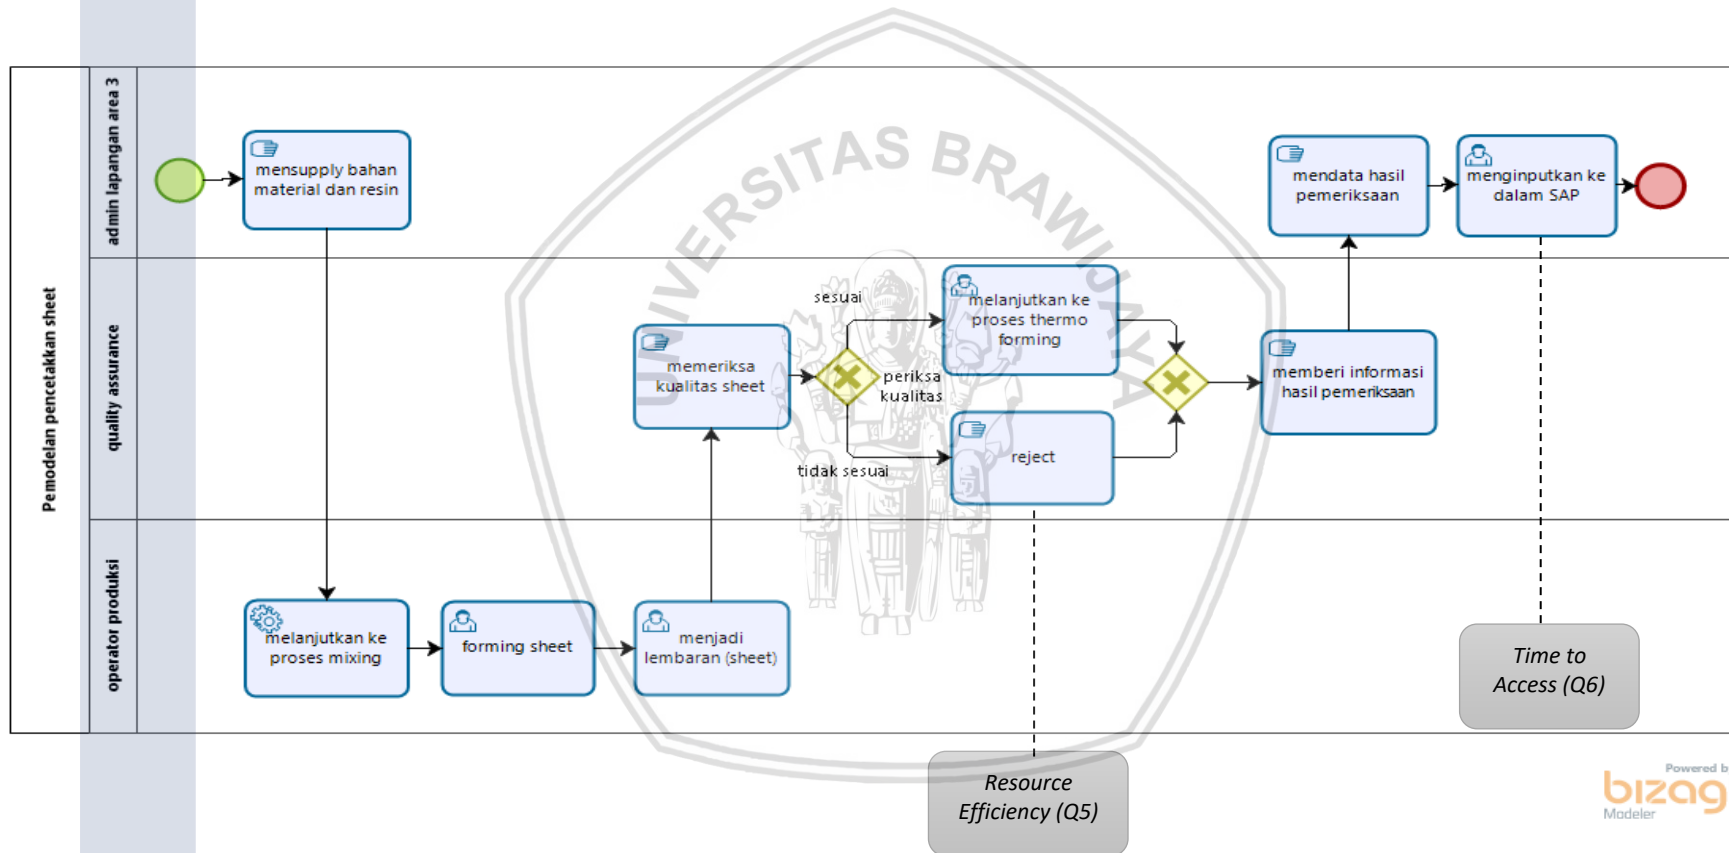 UNIVERSITAS BRAWIJAYA
Pemodelan pencetakkan sheet
admin lapangan area 3
mensupply bahan
material dan resin
mendata hasil
pemeriksaan
menginputkan ke
dalam SAP
quality assurance
memeriksa
kualitas sheet
sesuai
periksa
kualitas
tidak sesuai
melanjutkan ke
proses thermo
forming
reject
memberi informasi
hasil pemeriksaan
operator produksi
melanjutkan ke
proses mixing
forming sheet
menjadi
lembaran (sheet)
Time to
Access (Q6)
Resource
Efficiency (Q5)
Powered b
bizag
Modeler